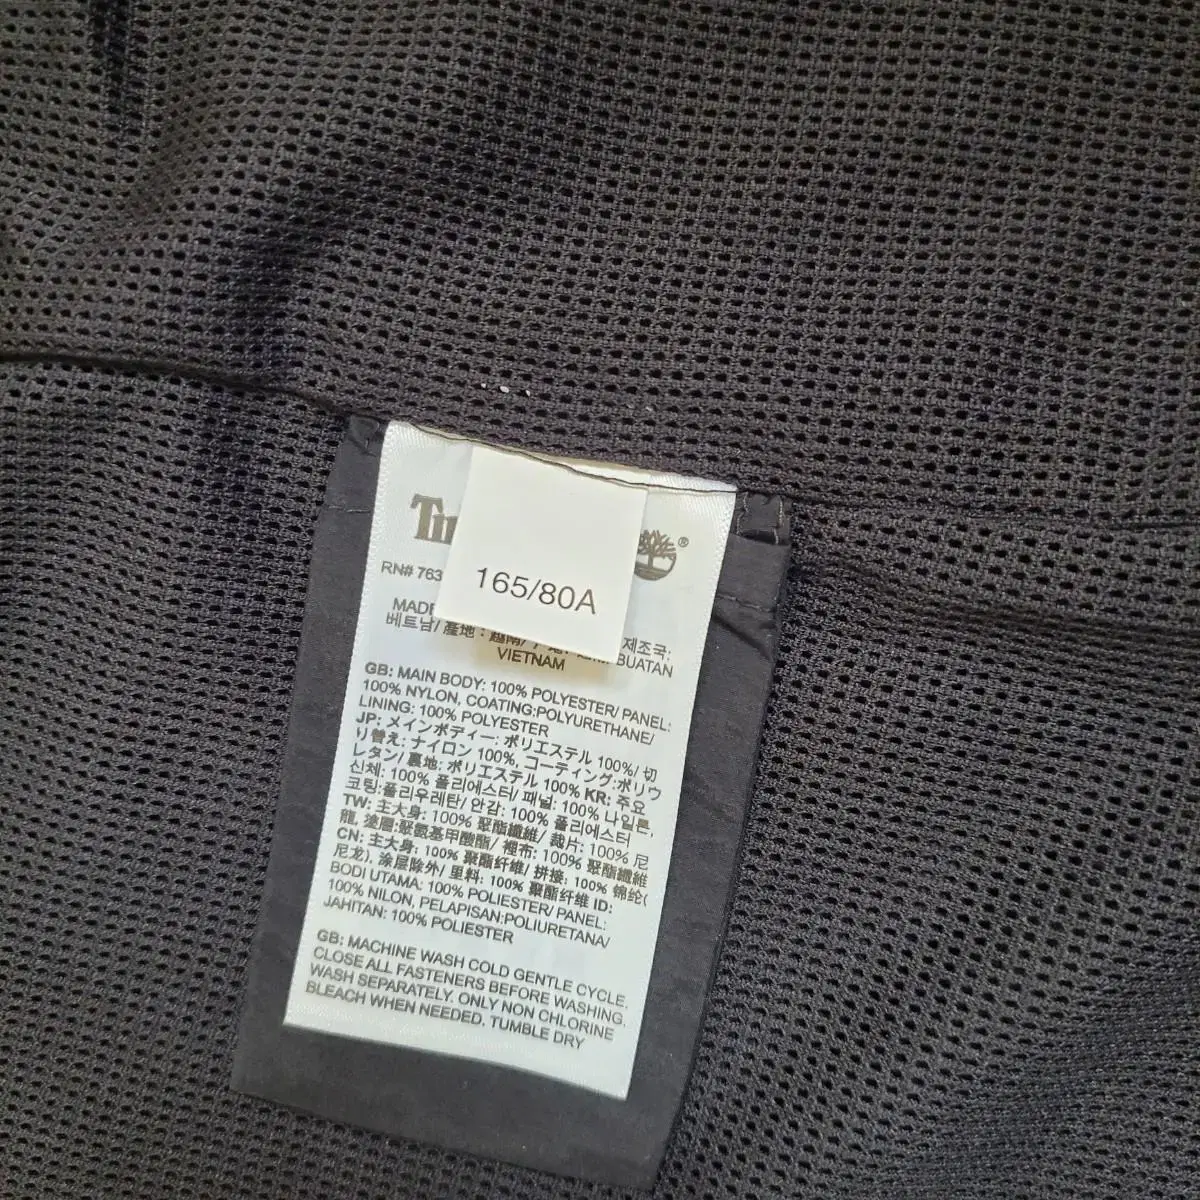 165/80A
RN# 763
MADE
베트남/ 產地: 越南/ 제조국:
VIETNAM BUATAN
GB: MAIN BODY: 100% POLYESTER/ PANEL:
100% NYLON, COATING:POLYURETHANE/
LINING: 100% POLYESTER
JP: メインボディー: ポリエステル 100%/ 切
り替え: ナイロン 100%, コーティング:ポリウ
レタン/ 裏地: ポリエステル 100% KR: 주요
신체: 100% 폴리에스터/ 패널: 100% 나일론,
코팅:폴리우레탄/ 안감: 100% 폴리에스터
TW: 主大身: 100% 聚酯纖維/ 裁片: 100% 尼
龍, 塗層:聚氨基甲酸酯/ 裡布: 100% 聚酯纖維
CN: 主大身: 100% 聚酯纤维/ 拼接: 100% 锦纶(
尼龙), 涂层除外/ 里料: 100% 聚酯纤维 ID:
BODI UTAMA: 100% POLIESTER/ PANEL:
100% NILON, PELAPISAN:POLIURETANA/
JAHITAN: 100% POLIESTER
GB: MACHINE WASH COLD GENTLE CYCLE.
CLOSE ALL FASTENERS BEFORE WASHING.
WASH SEPARATELY. ONLY NON CHLORINE
BLEACH WHEN NEEDED. TUMBLE DRY